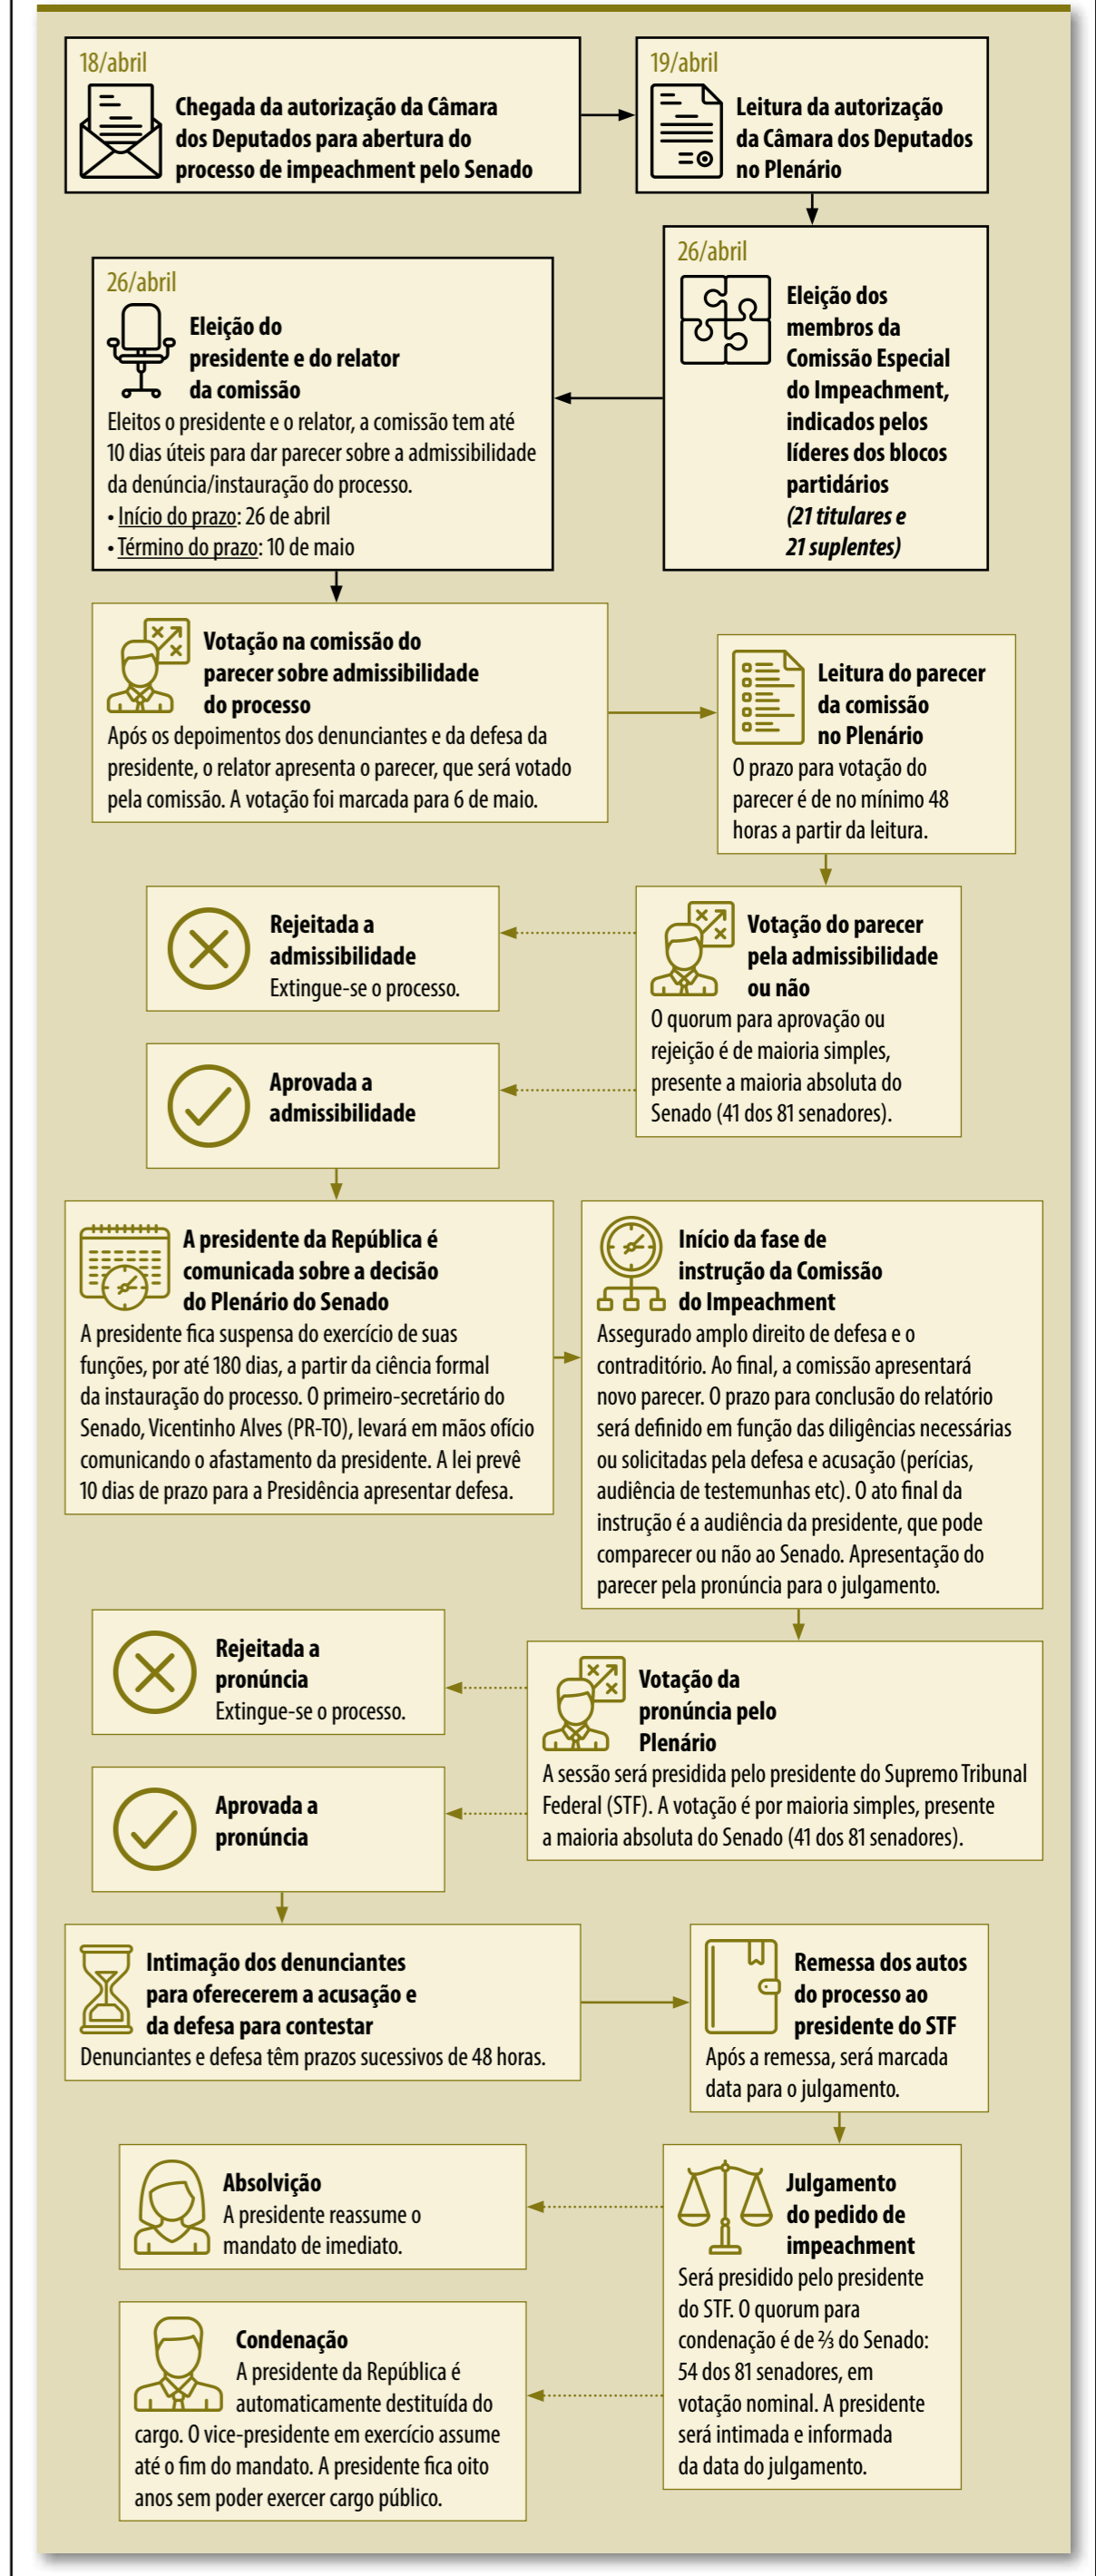 18/abril
Chegada da autorização da Câmara
dos Deputados para abertura do
processo de impeachment pelo Senado
19/abril
Leitura da autorização
da Câmara dos Deputados
no Plenário
26/abril
Eleição dos
membros da
Comissão Especial
do Impeachment,
indicados pelos
líderes dos blocos
partidários
(21 titulares e
21 suplentes)
26/abril
Eleição do
presidente e do relator
da comissão
Eleitos o presidente e o relator, a comissão tem até
10 dias úteis para dar parecer sobre a admissibilidade
da denúncia/instauração do processo.
• Início do prazo: 26 de abril
• Término do prazo: 10 de maio
Votação na comissão do
parecer sobre admissibilidade
do processo
Após os depoimentos dos denunciantes e da defesa da
presidente, o relator apresenta o parecer, que será votado
pela comissão. A votação foi marcada para 6 de maio.
Leitura do parecer
da comissão
no Plenário
O prazo para votação do
parecer é de no mínimo 48
horas a partir da leitura.
Votação do parecer
pela admissibilidade
ou não
O quorum para aprovação ou
rejeição é de maioria simples,
presente a maioria absoluta do
Senado (41 dos 81 senadores).
Rejeitada a
admissibilidade
Extingue-se o processo.
Aprovada a
admissibilidade
A presidente da República é
comunicada sobre a decisão
do Plenário do Senado
A presidente fica suspensa do exercício de suas
funções, por até 180 dias, a partir da ciência formal
da instauração do processo. O primeiro-secretário do
Senado, Vicentinho Alves (PR-TO), levará em mãos ofício
comunicando o afastamento da presidente. A lei prevê
10 dias de prazo para a Presidência apresentar defesa.
Início da fase de
instrução da Comissão
do Impeachment
Assegurado amplo direito de defesa e o
contraditório. Ao final, a comissão apresentará
novo parecer. O prazo para conclusão do relatório
será definido em função das diligências necessárias
ou solicitadas pela defesa e acusação (perícias,
audiência de testemunhas etc). O ato final da
instrução é a audiência da presidente, que pode
comparecer ou não ao Senado. Apresentação do
parecer pela pronúncia para o julgamento.
Votação da
pronúncia pelo
Plenário
A sessão será presidida pelo presidente do Supremo Tribunal
Federal (STF). A votação é por maioria simples, presente
a maioria absoluta do Senado (41 dos 81 senadores).
Rejeitada a
pronúncia
Extingue-se o processo.
Aprovada a
pronúncia
Intimação dos denunciantes
para oferecerem a acusação e
da defesa para contestar
Denunciantes e defesa têm prazos sucessivos de 48 horas.
Remessa dos autos
do processo ao
presidente do STF
Após a remessa, será marcada
data para o julgamento.
Julgamento
do pedido de
impeachment
Será presidido pelo presidente
do STF. O quorum para
condenação é de ⅔ do Senado:
54 dos 81 senadores, em
votação nominal. A presidente
será intimada e informada
da data do julgamento.
Absolvição
A presidente reassume o
mandato de imediato.
Condenação
A presidente da República é
automaticamente destituída do
cargo. O vice-presidente em exercício assume
até o fim do mandato. A presidente fica oito
anos sem poder exercer cargo público.